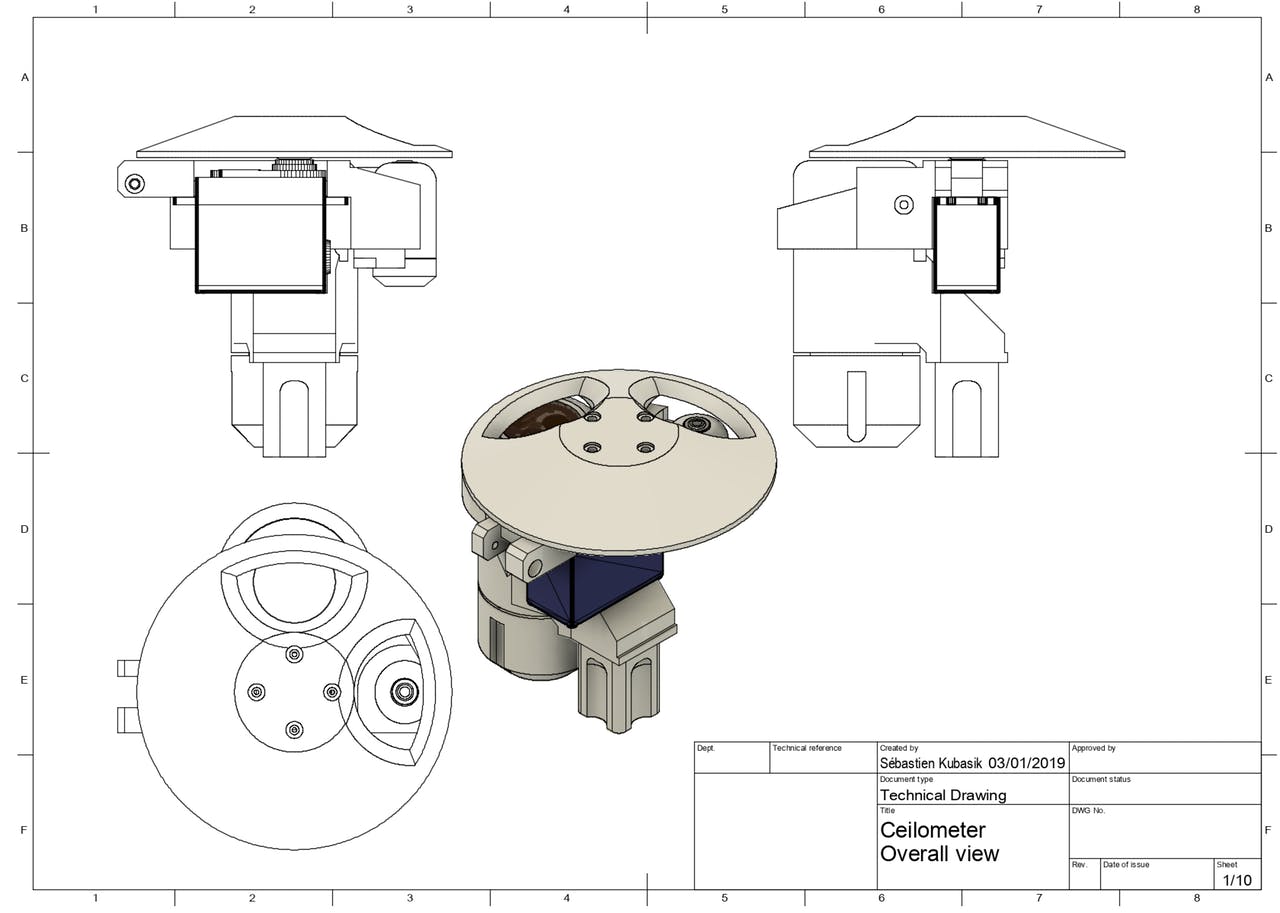 1 2 3 4 5 6 7 8
A A
B B
C C
D D
E E
F F
Dept. Technical reference Created by Approved by
Sébastien Kubasik 03/01/2019
Document type Document status
Technical Drawing
Title DWG No.
Ceilometer
Overall view
Rev. Date of issue Sheet
1/10
1 2 3 4 5 6 7 8